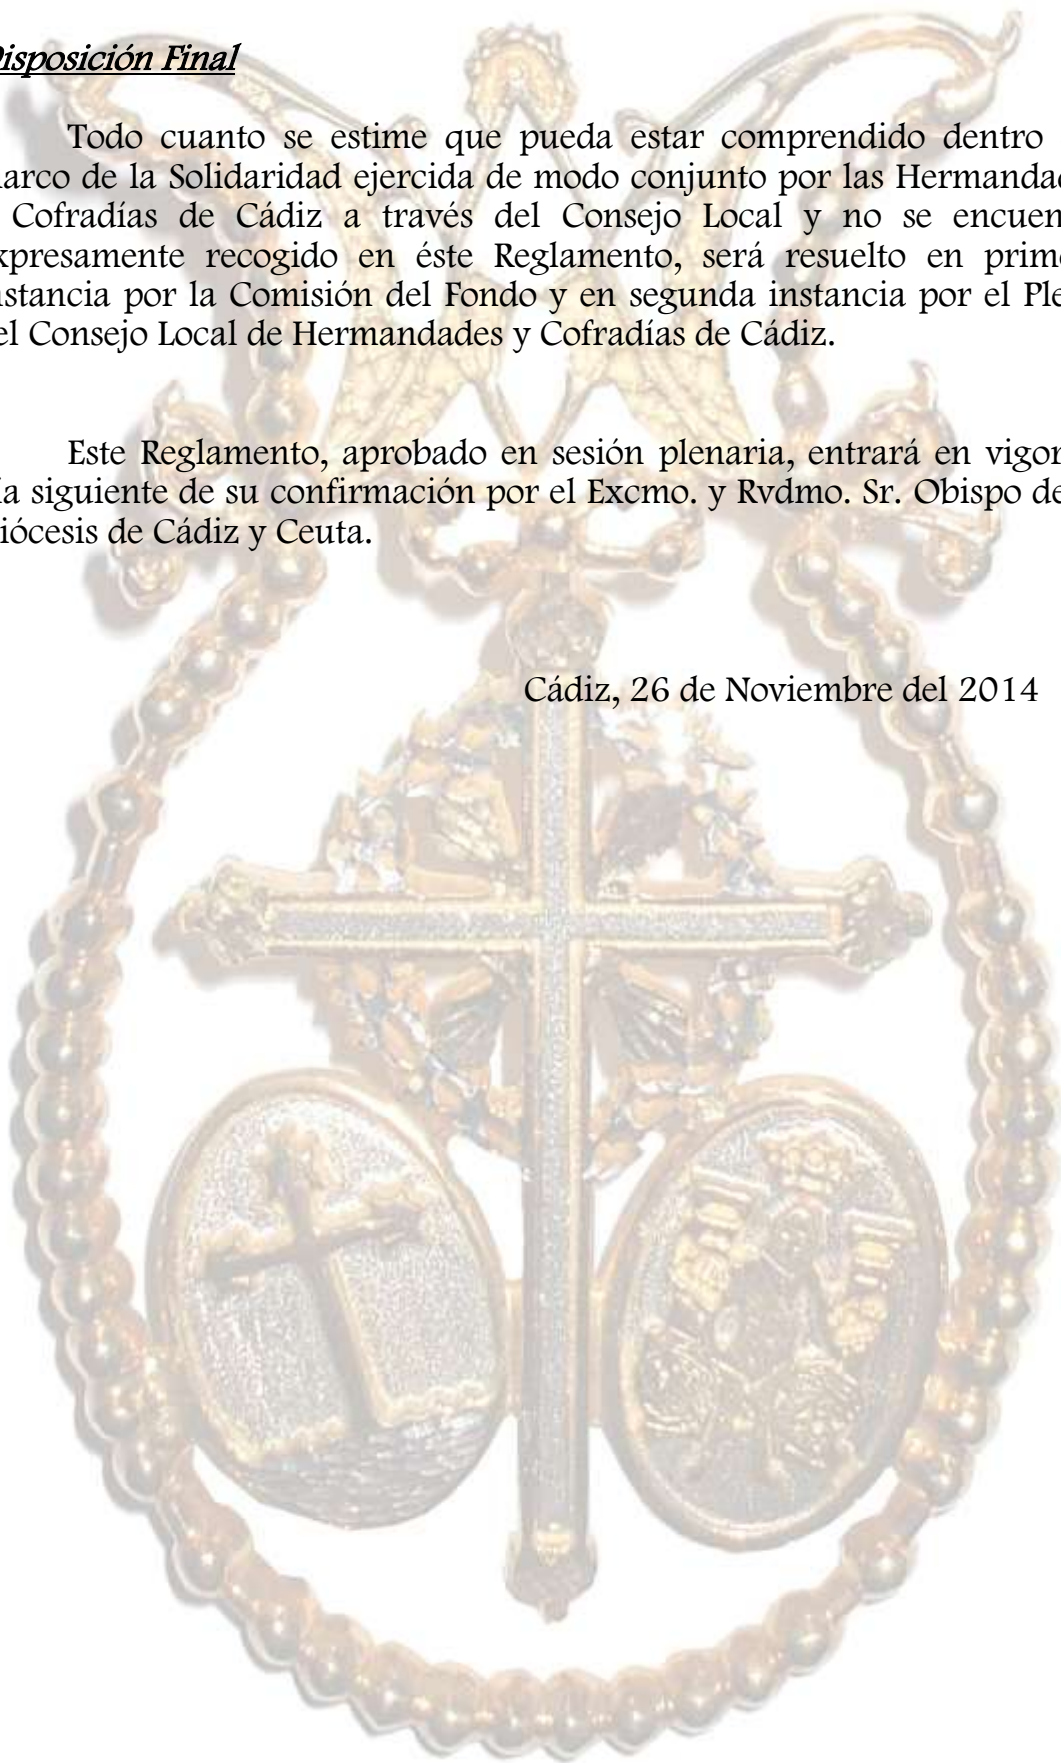 isposición Final
Todo cuanto se estime que pueda estar comprendido dentro
arco de la Solidaridad ejercida de modo conjunto por las Hermandad
Cofradías de Cádiz a través del Consejo Local y no se encuen
xpresamente recogido en éste Reglamento, será resuelto en prime
nstancia por la Comisión del Fondo y en segunda instancia por el Ple
el Consejo Local de Hermandades y Cofradías de Cádiz.
Este Reglamento, aprobado en sesión plenaria, entrará en vigor
ía siguiente de su confirmación por el Excmo. y Rvdmo. Sr. Obispo de
iócesis de Cádiz y Ceuta.
Cádiz, 26 de Noviembre del 2014